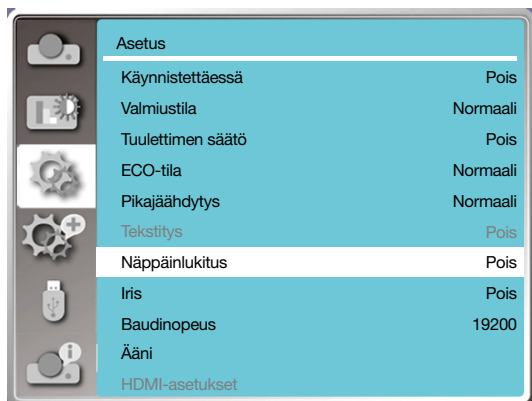 Asetus
Käynnistettäessä Pois
Valmiustila Normaali
Tuulettimen säätö Pois
ECO-tila Normaali
Pikajäähdytys Normaali
Tekstitys Pois
Näppäinlukitus Pois
Iris Pois
Baudinopeus 19200
Ääni
HDMI-asetukset